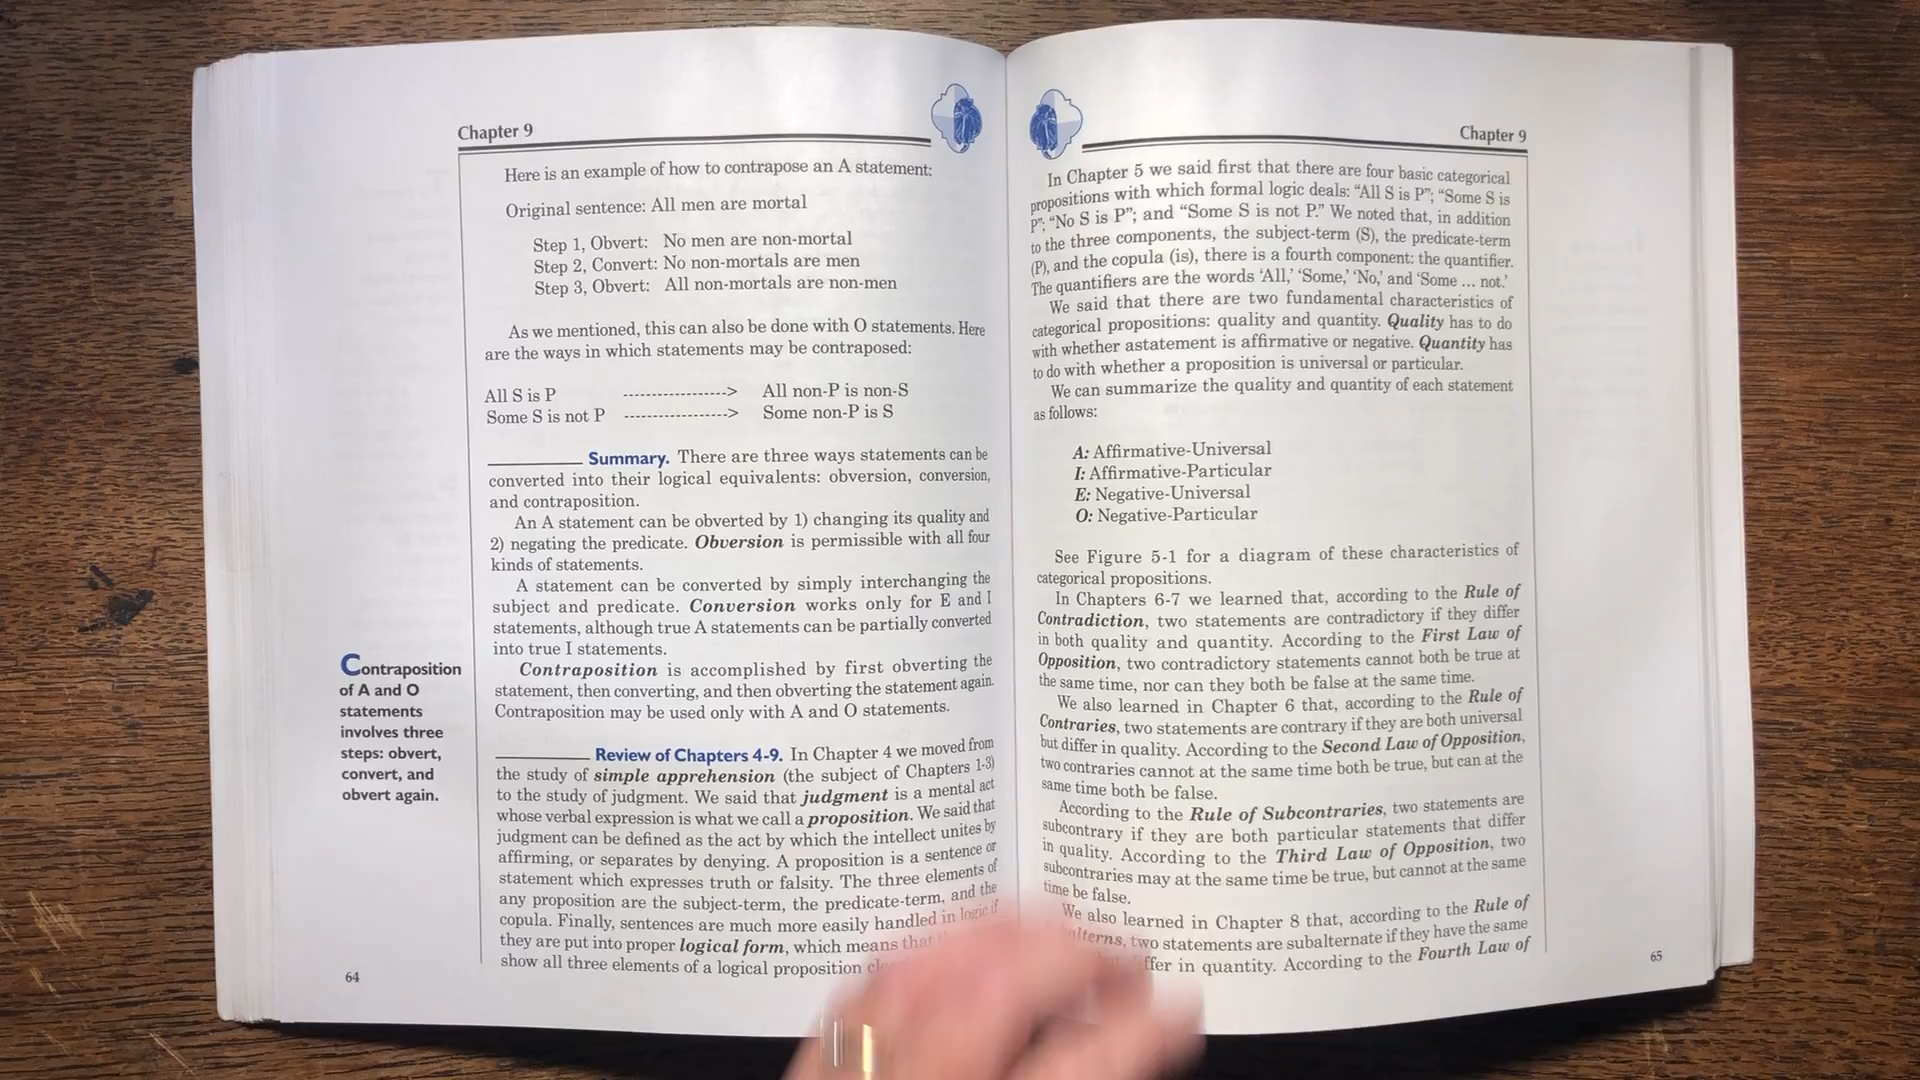 Chapter 9
Here is an example of how to contrapose an A statement:
Original sentence: All men are mortal
Step 1, Obvert: No men are non-mortal
Step 2, Convert: No non-mortals are men
Step 3, Obvert: All non-mortals are non-men
As we mentioned, this can also be done with O statements. Here
are the ways in which statements may be contraposed:
All S is P -----------------> All non-P is non-S
Some S is not P -----------------> Some non-P is S
Summary. There are three ways statements can be
converted into their logical equivalents: obversion, conversion,
and contraposition.
An A statement can be obverted by 1) changing its quality and
2) negating the predicate. Obversion is permissible with all four
kinds of statements.
A statement can be converted by simply interchanging the
subject and predicate. Conversion works only for E and I
statements, although true A statements can be partially converted
into true I statements.
Contraposition is accomplished by first obverting the
statement, then converting, and then obverting the statement again.
Contraposition may be used only with A and O statements.
Contraposition
of A and O
statements
involves three
steps: obvert,
convert, and
obvert again.
Review of Chapters 4-9. In Chapter 4 we moved from
the study of simple apprehension (the subject of Chapters 1-3)
to the study of judgment. We said that judgment is a mental act
whose verbal expression is what we call a proposition. We said that
judgment can be defined as the act by which the intellect unites by
affirming, or separates by denying. A proposition is a sentence or
statement which expresses truth or falsity. The three elements of
any proposition are the subject-term, the predicate-term, and the
copula. Finally, sentences are much more easily handled in logic if
they are put into proper logical form, which means that
show all three elements of a logical proposition
64
Chapter 9
In Chapter 5 we said first that there are four basic categorical
propositions with which formal logic deals: “All S is P”; “Some S is
P”; “No S is P”; and “Some S is not P.” We noted that, in addition
to the three components, the subject-term (S), the predicate-term
(P), and the copula (is), there is a fourth component: the quantifier.
The quantifiers are the words ‘All,’ ‘Some,’ ‘No,’ and ‘Some ... not.’
We said that there are two fundamental characteristics of
categorical propositions: quality and quantity. Quality has to do
with whether astatement is affirmative or negative. Quantity has
to do with whether a proposition is universal or particular.
We can summarize the quality and quantity of each statement
as follows:
A: Affirmative-Universal
I: Affirmative-Particular
E: Negative-Universal
O: Negative-Particular
See Figure 5-1 for a diagram of these characteristics of
categorical propositions.
In Chapters 6-7 we learned that, according to the Rule of
Contradiction, two statements are contradictory if they differ
in both quality and quantity. According to the First Law of
Opposition, two contradictory statements cannot both be true at
the same time, nor can they both be false at the same time.
We also learned in Chapter 6 that, according to the Rule of
Contraries, two statements are contrary if they are both universal
but differ in quality. According to the Second Law of Opposition,
two contraries cannot at the same time both be true, but can at the
same time both be false.
According to the Rule of Subcontraries, two statements are
subcontrary if they are both particular statements that differ
in quality. According to the Third Law of Opposition, two
subcontraries may at the same time be true, but cannot at the same
time be false.
We also learned in Chapter 8 that, according to the Rule of
two statements are subalternate if they have the same
in quantity. According to the Fourth Law of
65